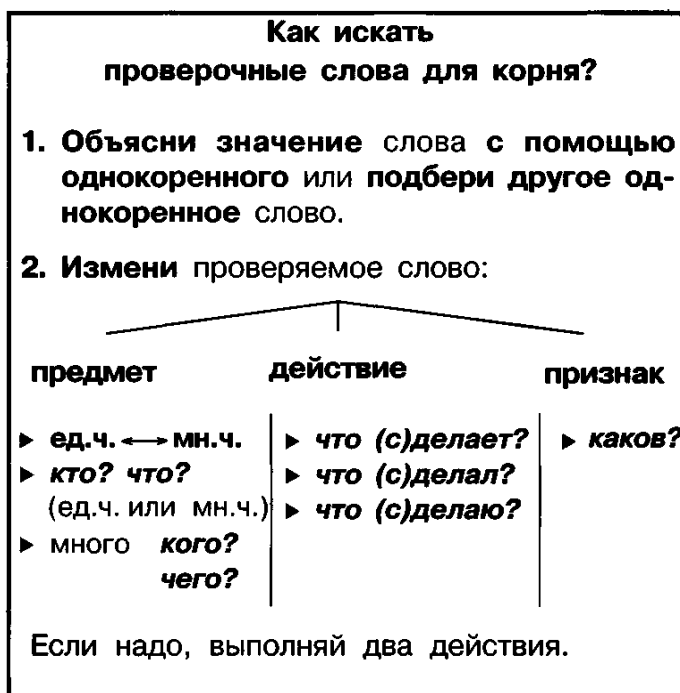 Как искать
проверочные слова для корня?
1. Объясни значение слова с помощью
однокоренного или подбери другое од-
нокоренное слово.
2. Измени проверяемое слово:
предмет
▸ ед.ч. ⟷ мн.ч.
▸ кто? что?
(ед.ч. или мн.ч.)
▸ много кого?
чего?
действие
▸ что (с)делает?
▸ что (с)делал?
▸ что (с)делаю?
признак
▸ каков?
Если надо, выполняй два действия.